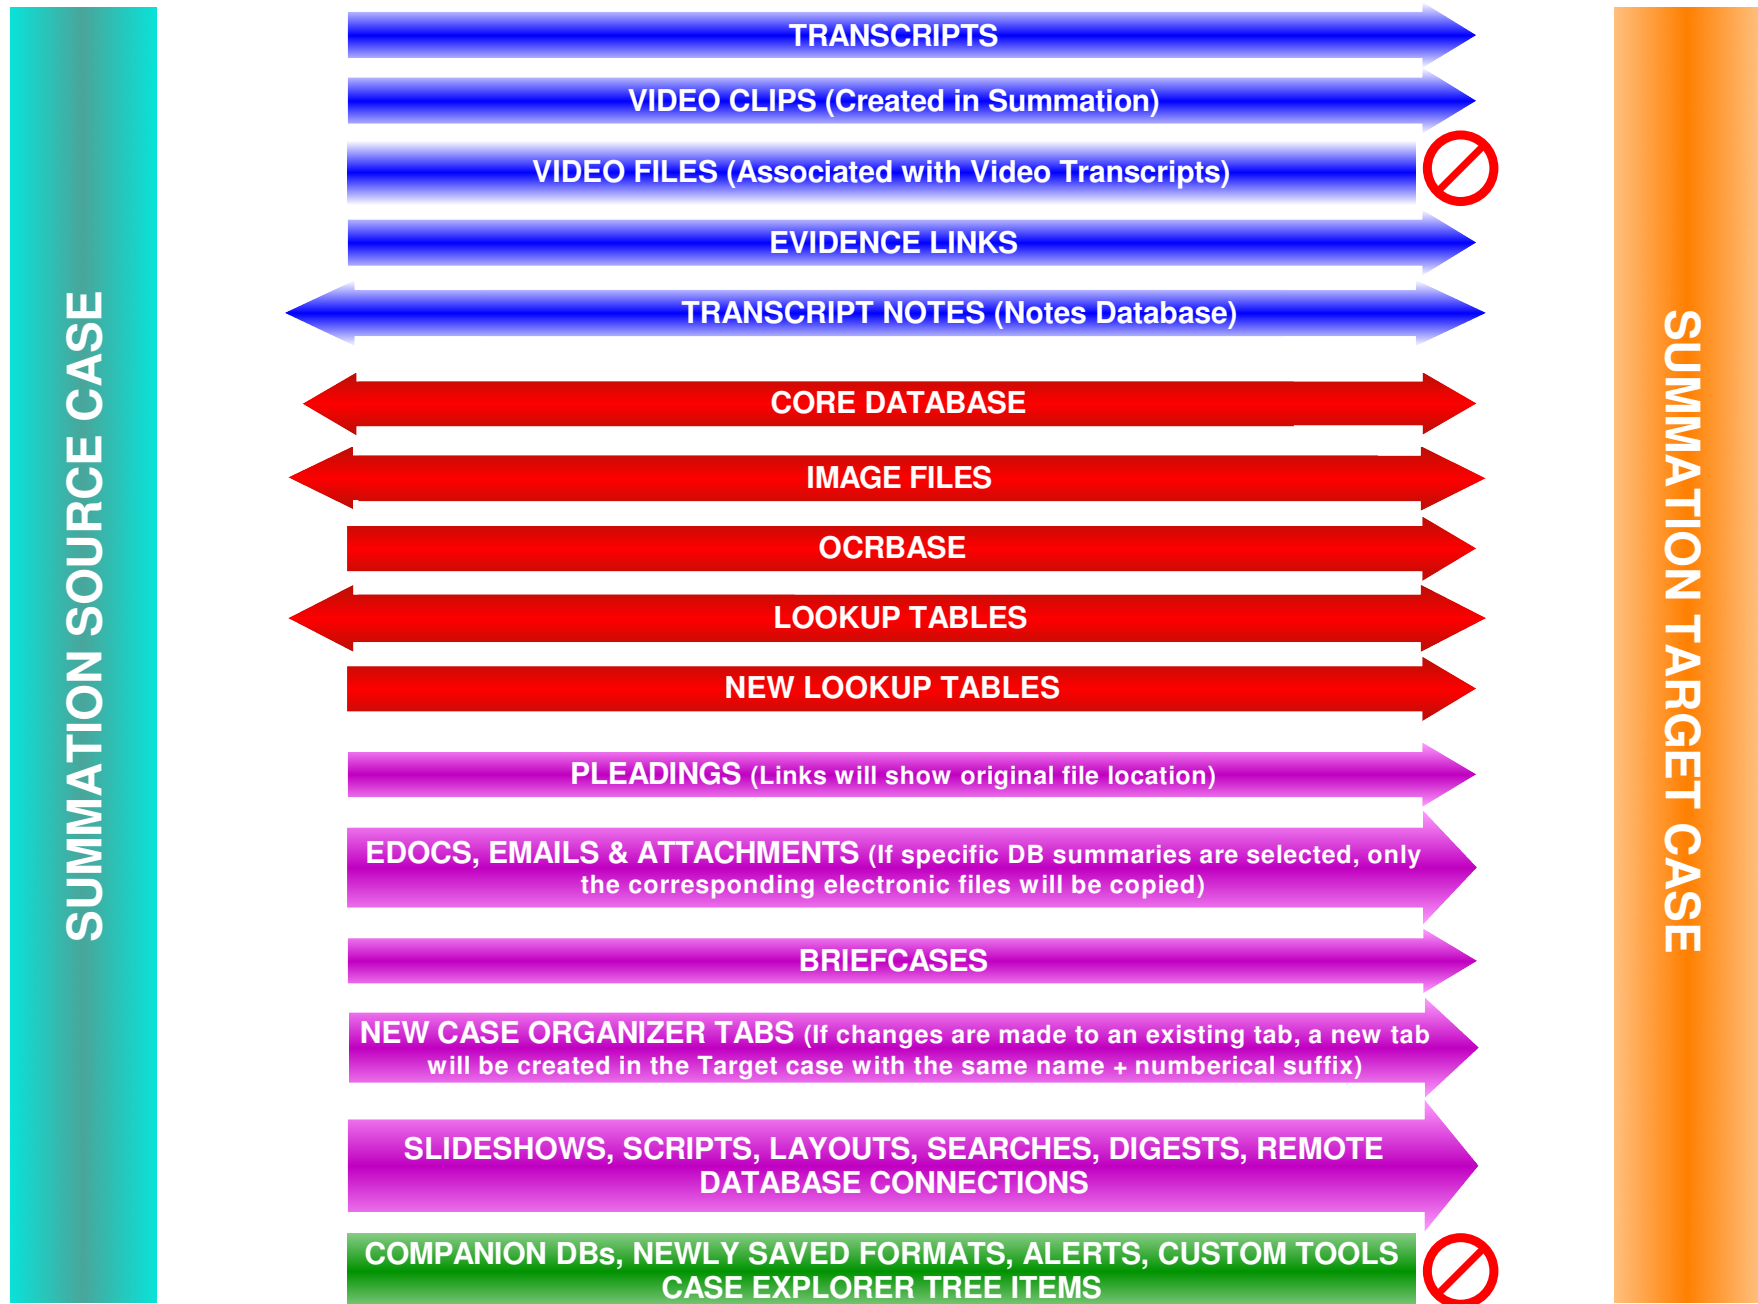 SUMMATION SOURCE CASE
TRANSCRIPTS
VIDEO CLIPS (Created in Summation)
VIDEO FILES (Associated with Video Transcripts)
EVIDENCE LINKS
TRANSCRIPT NOTES (Notes Database)
CORE DATABASE
IMAGE FILES
OCRBASE
LOOKUP TABLES
NEW LOOKUP TABLES
PLEADINGS (Links will show original file location)
EDOCS, EMAILS & ATTACHMENTS (If specific DB summaries are selected, only
the corresponding electronic files will be copied)
BRIEFCASES
NEW CASE ORGANIZER TABS (If changes are made to an existing tab, a new tab
will be created in the Target case with the same name + numberical suffix)
SLIDESHOWS, SCRIPTS, LAYOUTS, SEARCHES, DIGESTS, REMOTE
DATABASE CONNECTIONS
COMPANION DBs, NEWLY SAVED FORMATS, ALERTS, CUSTOM TOOLS
CASE EXPLORER TREE ITEMS
SUMMATION TARGET CASE